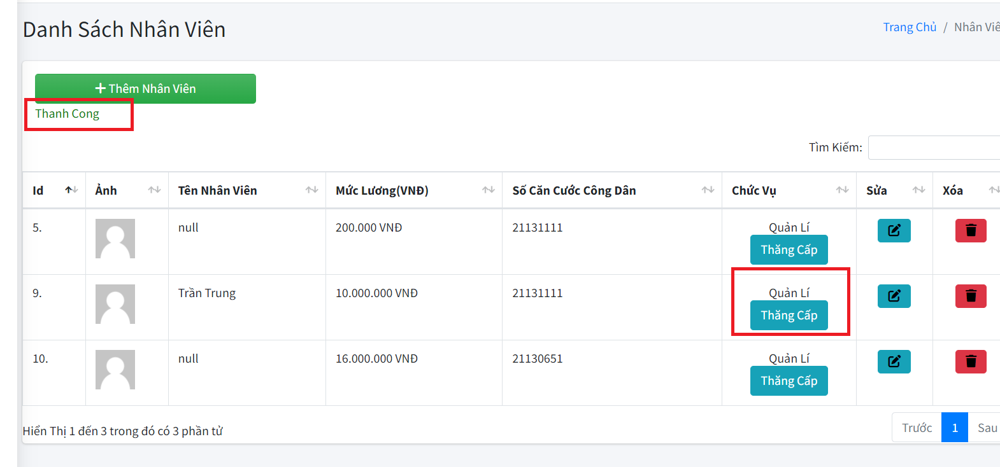 Danh Sách Nhân Viên
Trang Chủ / Nhân Viê
Thêm Nhân Viên
Thanh Cong
Tìm Kiếm:
Id Ảnh Tên Nhân Viên Mức Lương(VNĐ) Số Căn Cước Công Dân Chức Vụ Sửa Xóa
5. null 200.000 VNĐ 21131111 Quản Lí
Thăng Cấp
9. Trần Trung 10.000.000 VNĐ 21131111 Quản Lí
Thăng Cấp
10. null 16.000.000 VNĐ 21130651 Quản Lí
Thăng Cấp
Hiển Thị 1 đến 3 trong đó có 3 phần tử
Trước 1 Sau